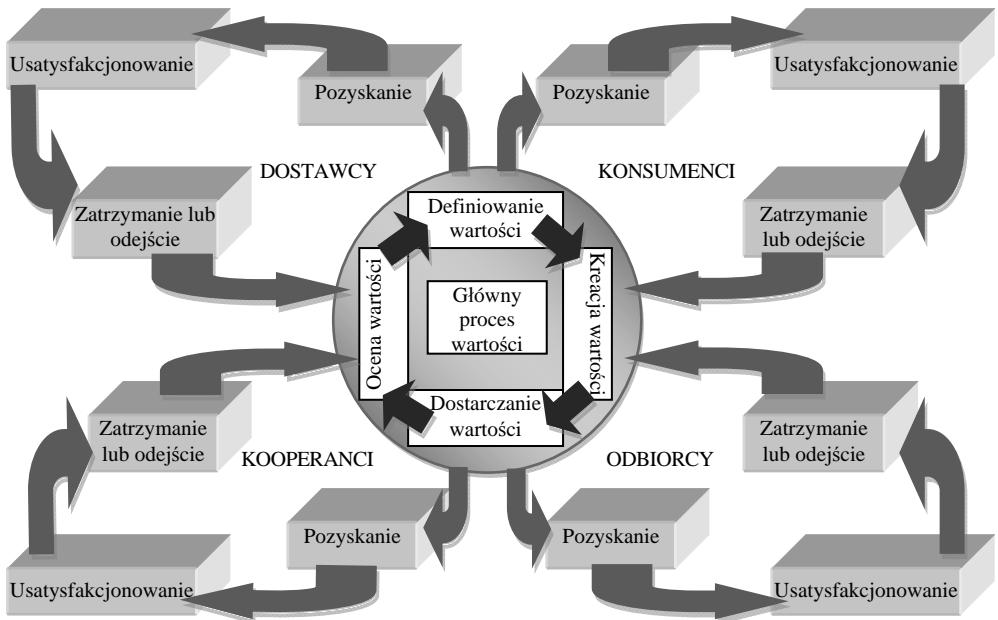 Usatysfakcjonowanie
Pozyskanie
Pozyskanie
Usatysfakcjonowanie
DOSTAWCY
KONSUMENCI
Zatrzymanie lub
odejście
Zatrzymanie
lub odejście
Definiowanie
wartości
Ocena wartości
Główny
proces
wartości
Kreacja wartości
Dostarczanie
wartości
Zatrzymanie
lub odejście
Zatrzymanie
lub odejście
KOOPERANCI
ODBIORCY
Pozyskanie
Pozyskanie
Usatysfakcjonowanie
Usatysfakcjonowanie